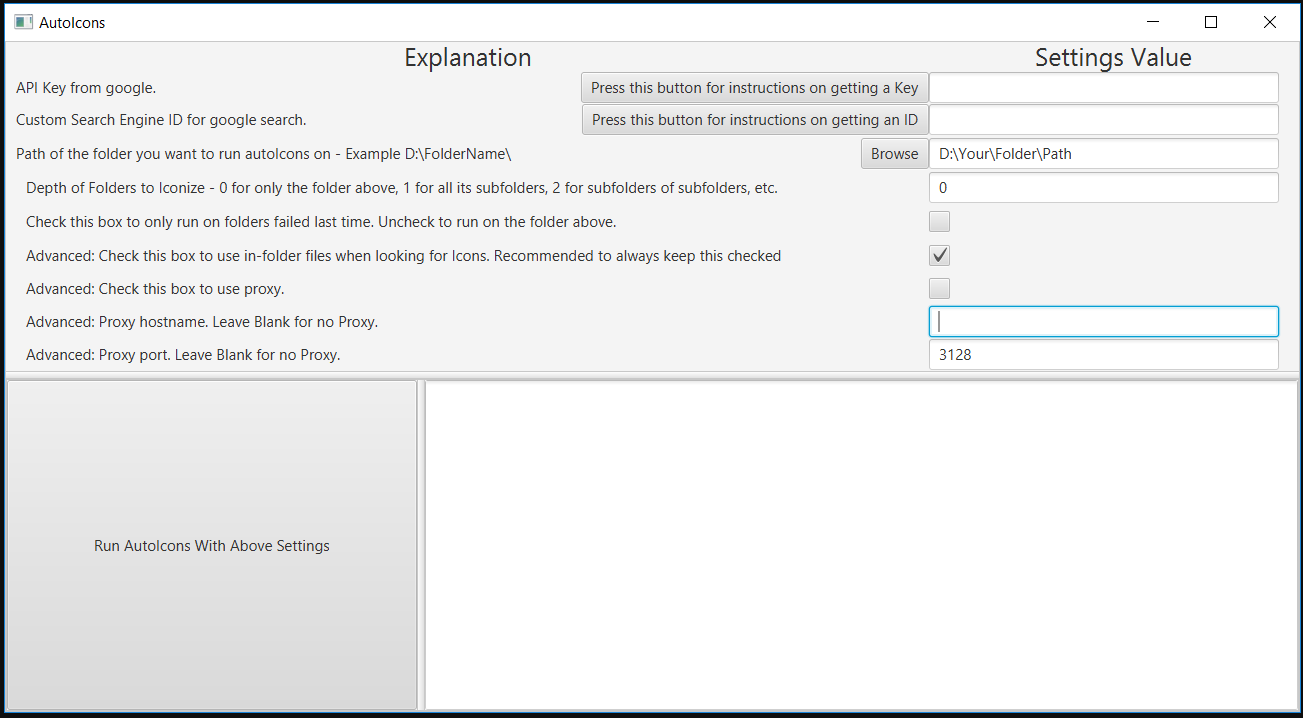 AutoIcons
Explanation Settings Value
API Key from google. Press this button for instructions on getting a Key
Custom Search Engine ID for google search. Press this button for instructions on getting an ID
Path of the folder you want to run autoIcons on - Example D:\FolderName\ Browse D:\Your\Folder\Path
Depth of Folders to Iconize - 0 for only the folder above, 1 for all its subfolders, 2 for subfolders of subfolders, etc. 0
Check this box to only run on folders failed last time. Uncheck to run on the folder above.
Advanced: Check this box to use in-folder files when looking for Icons. Recommended to always keep this checked
Advanced: Check this box to use proxy.
Advanced: Proxy hostname. Leave Blank for no Proxy.
Advanced: Proxy port. Leave Blank for no Proxy. 3128
Run AutoIcons With Above Settings